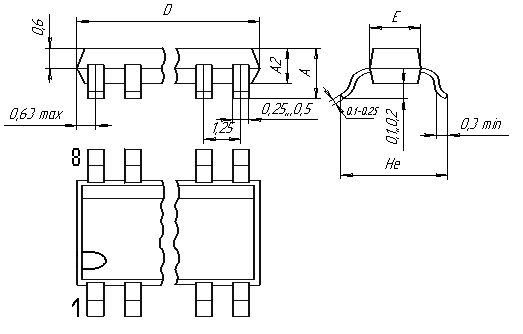 D
E
0,6
A2
A
0,63 max
0,25...0,5
1,25
0.1-0.25
0,1...0,2
0,3 min
He
8
1